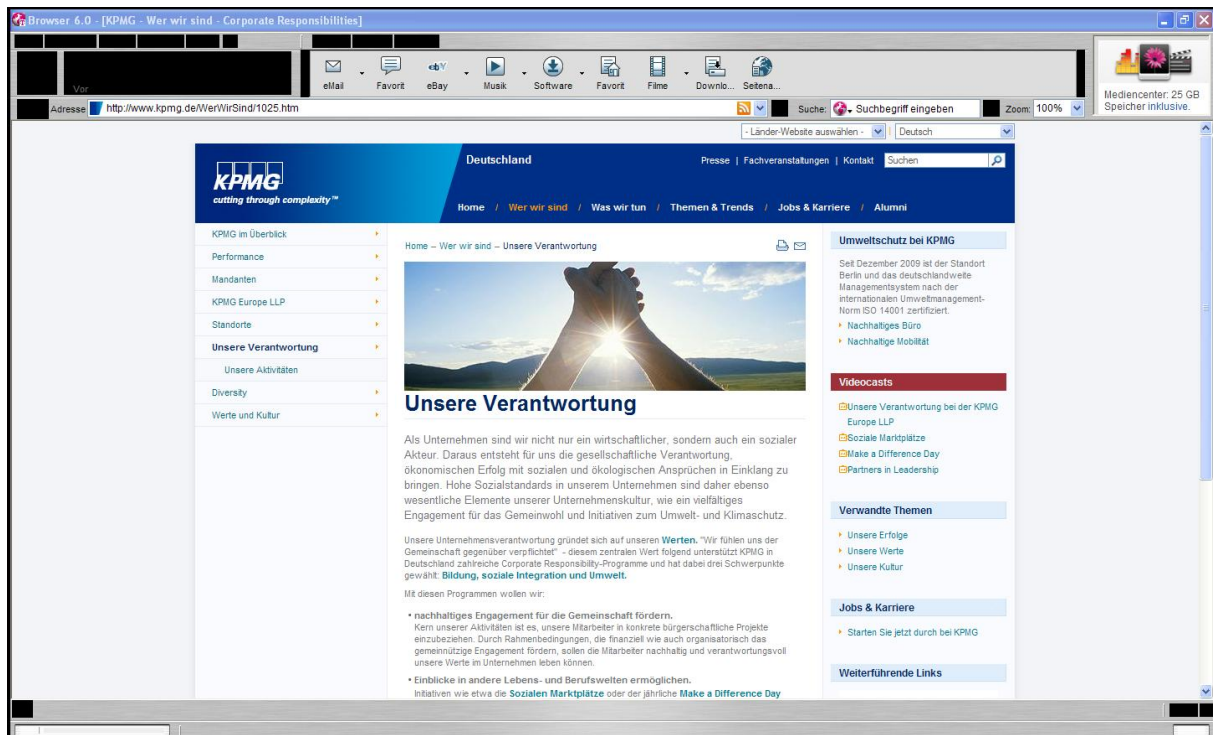 Browser 6.0 - [KPMG - Wer wir sind - Corporate Responsibilities]
Vor
eMail
Favorit
eBay
Musik
Software
Favorit
Filme
Downlo...
Seitena...
Mediencenter: 25 GB
Speicher inklusive.
Adresse http://www.kpmg.de/WerWirSind/1025.htm
Suche: Suchbegriff eingeben
Zoom: 100%
- Länder-Website auswählen -
Deutsch
KPMG
cutting through complexity™
Deutschland
Presse | Fachveranstaltungen | Kontakt
Suchen
Home / Wer wir sind / Was wir tun / Themen & Trends / Jobs & Karriere / Alumni
KPMG im Überblick
Performance
Mandanten
KPMG Europe LLP
Standorte
Unsere Verantwortung
Unsere Aktivitäten
Diversity
Werte und Kultur
Home – Wer wir sind – Unsere Verantwortung
Unsere Verantwortung
Als Unternehmen sind wir nicht nur ein wirtschaftlicher, sondern auch ein sozialer
Akteur. Daraus entsteht für uns die gesellschaftliche Verantwortung,
ökonomischen Erfolg mit sozialen und ökologischen Ansprüchen in Einklang zu
bringen. Hohe Sozialstandards in unserem Unternehmen sind daher ebenso
wesentliche Elemente unserer Unternehmenskultur, wie ein vielfältiges
Engagement für das Gemeinwohl und Initiativen zum Umwelt- und Klimaschutz.
Unsere Unternehmensverantwortung gründet sich auf unseren Werten. "Wir fühlen uns der
Gemeinschaft gegenüber verpflichtet" - diesem zentralen Wert folgend unterstützt KPMG in
Deutschland zahlreiche Corporate Responsibility-Programme und hat dabei drei Schwerpunkte
gewählt: Bildung, soziale Integration und Umwelt.
Mit diesen Programmen wollen wir:
• nachhaltiges Engagement für die Gemeinschaft fördern.
Kern unserer Aktivitäten ist es, unsere Mitarbeiter in konkrete bürgerschaftliche Projekte
einzubeziehen. Durch Rahmenbedingungen, die finanziell wie auch organisatorisch das
gemeinnützige Engagement fördern, sollen die Mitarbeiter nachhaltig und verantwortungsvoll
unsere Werte im Unternehmen leben können.
• Einblicke in andere Lebens- und Berufswelten ermöglichen.
Initiativen wie etwa die Sozialen Marktplätze oder der jährliche Make a Difference Day
Umweltschutz bei KPMG
Seit Dezember 2009 ist der Standort
Berlin und das deutschlandweite
Managementsystem nach der
internationalen Umweltmanagement-
Norm ISO 14001 zertifiziert.
Nachhaltiges Büro
Nachhaltige Mobilität
Videocasts
Unsere Verantwortung bei der KPMG
Europe LLP
Soziale Marktplätze
Make a Difference Day
Partners in Leadership
Verwandte Themen
Unsere Erfolge
Unsere Werte
Unsere Kultur
Jobs & Karriere
Starten Sie jetzt durch bei KPMG
Weiterführende Links